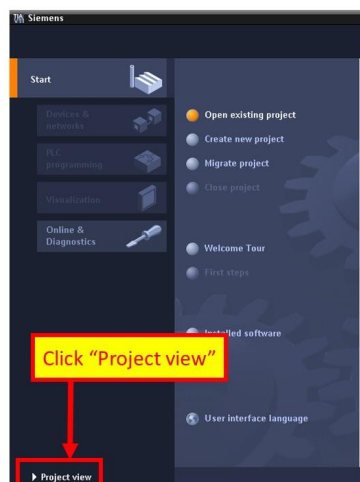 Siemens
Start
Devices &
networks
PLC
programming
Visualization
Online &
Diagnostics
Open existing project
Create new project
Migrate project
Close project
Welcome Tour
First steps
Installed software
User interface language
Click “Project view”
Project view